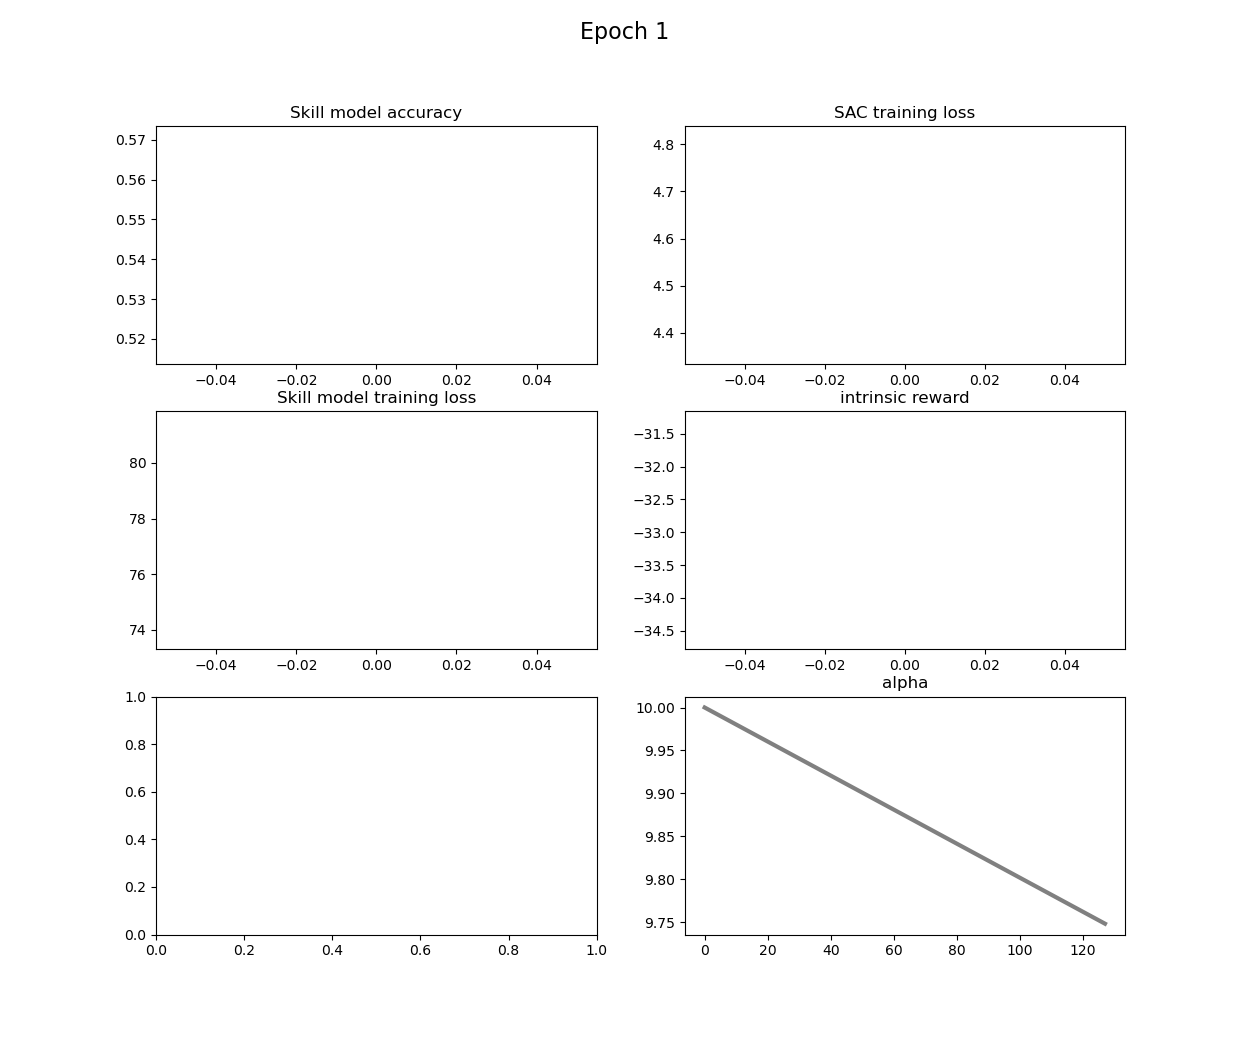 Epoch 1
Skill model accuracy
0.57
0.56
0.55
0.54
0.53
0.52
−0.04 −0.02 0.00 0.02 0.04
SAC training loss
4.8
4.7
4.6
4.5
4.4
−0.04 −0.02 0.00 0.02 0.04
Skill model training loss
80
78
76
74
−0.04 −0.02 0.00 0.02 0.04
intrinsic reward
−31.5
−32.0
−32.5
−33.0
−33.5
−34.0
−34.5
−0.04 −0.02 0.00 0.02 0.04
1.0
0.8
0.6
0.4
0.2
0.0
0.0 0.2 0.4 0.6 0.8 1.0
alpha
10.00
9.95
9.90
9.85
9.80
9.75
0 20 40 60 80 100 120